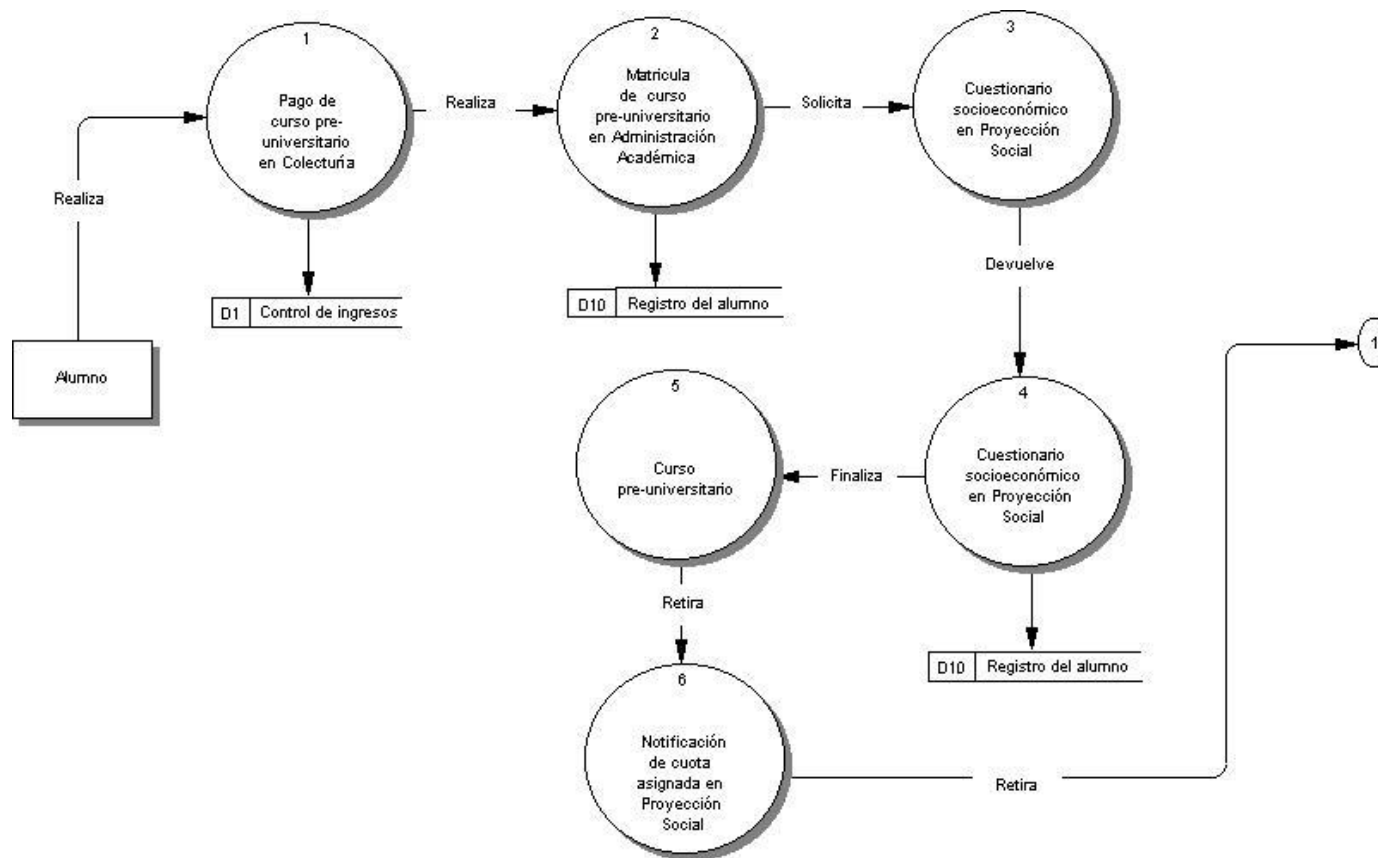 1
Pago de
curso pre-
universitario
en Colecturía
Realiza
2
Matricula
de curso
pre-universitario
en Administración
Académica
Solicita
3
Cuestionario
socioeconómico
en Proyección
Social
Realiza
Devuelve
D1 Control de ingresos
D10 Registro del alumno
Alumno
1
5
Curso
pre-universitario
Finaliza
4
Cuestionario
socioeconómico
en Proyección
Social
Retira
D10 Registro del alumno
6
Notificación
de cuota
asignada en
Proyección
Social
Retira